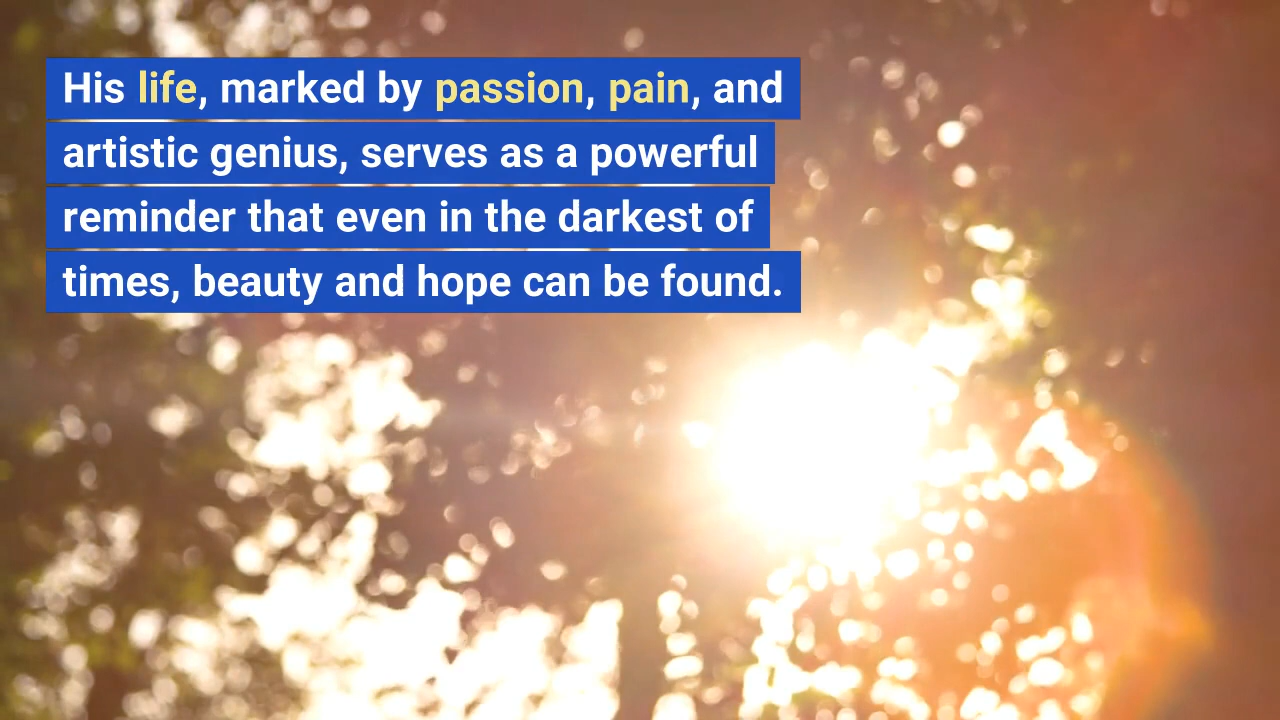 His life, marked by passion, pain, and
artistic genius, serves as a powerful
reminder that even in the darkest of
times, beauty and hope can be found.